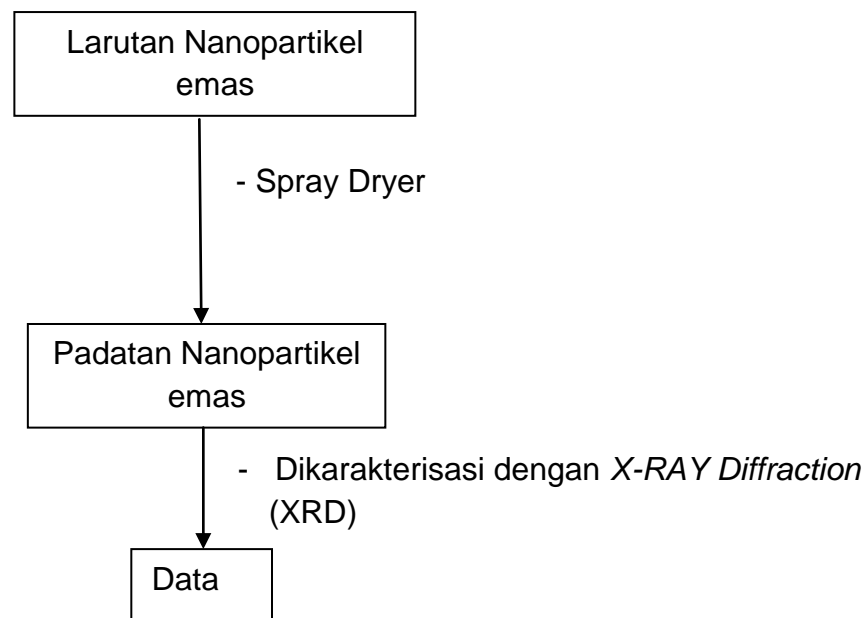 Larutan Nanopartikel
emas
- Spray Dryer
Padatan Nanopartikel
emas
- Dikarakterisasi dengan X-RAY Diffraction
(XRD)
Data